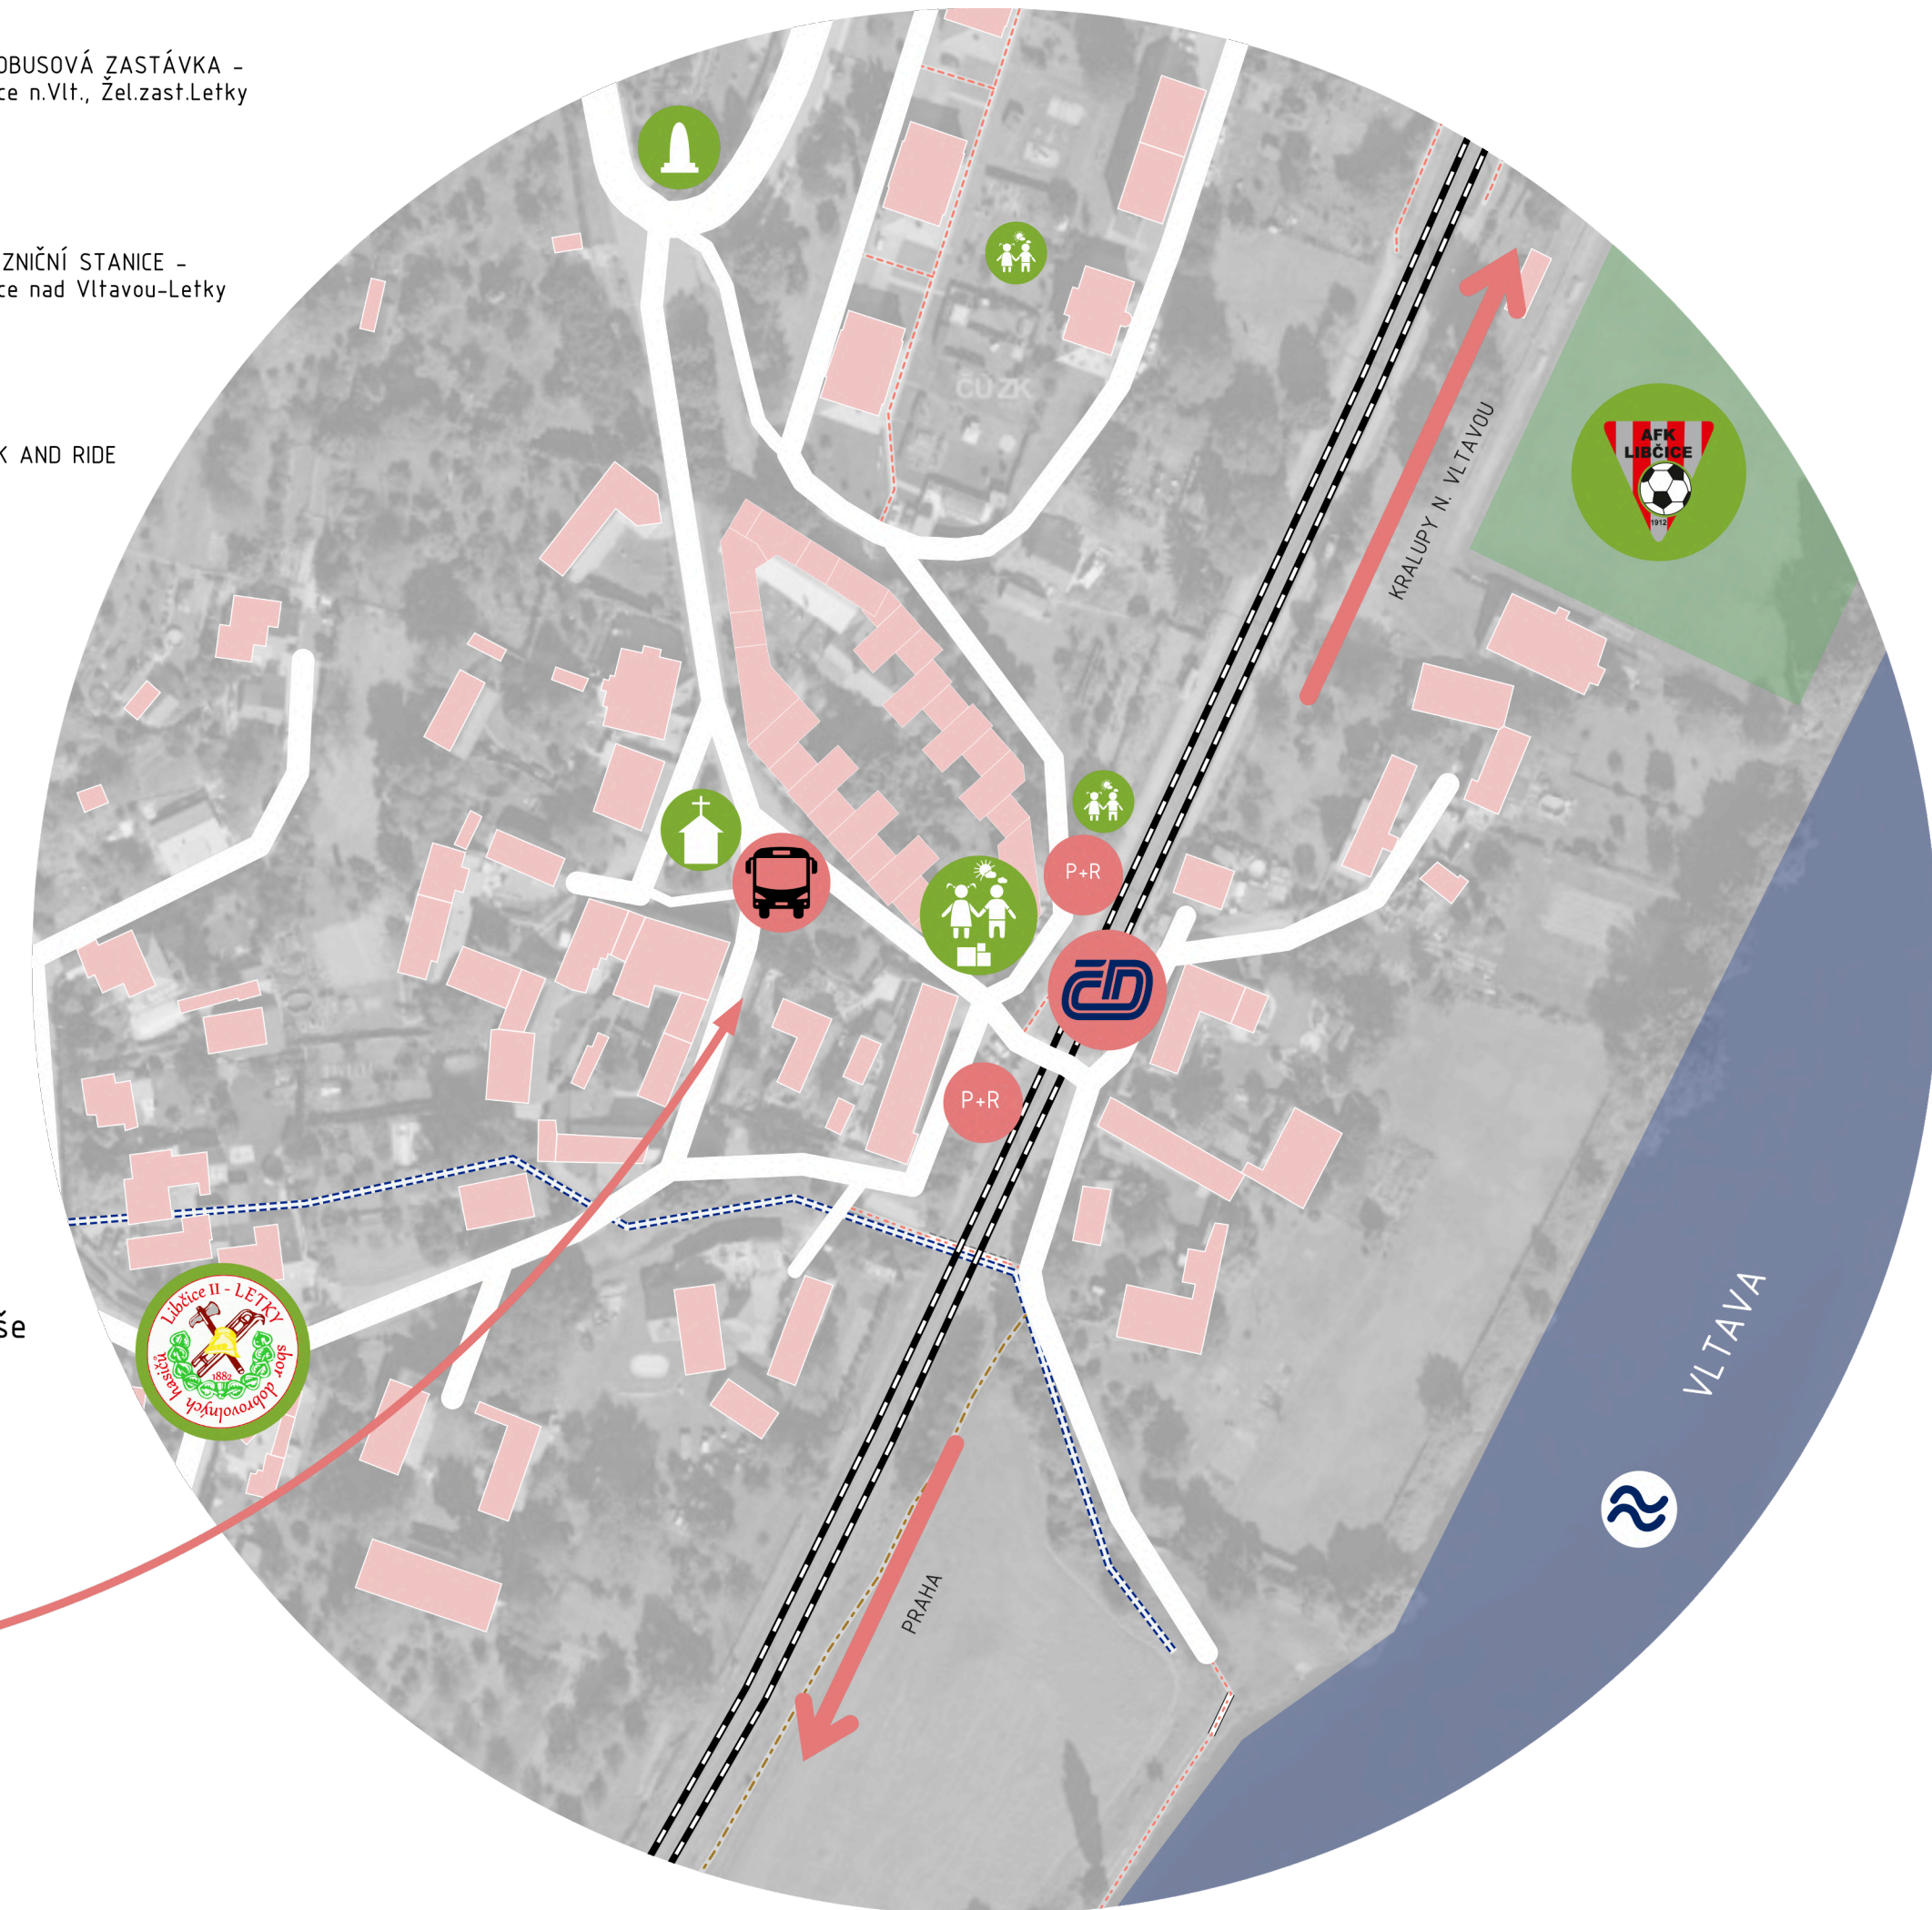 OBUSOVÁ ZASTÁVKA –
ce n.Vlt., Žel.zast.Letky
ZNIČNÍ STANICE –
ce nad Vltavou-Letky
K AND RIDE
ČÚZK
AFK
LIBČICE
1912
KRALUPY N. VLTAVOU
P+R
ČD
P+R
še
Libčice II - LETKY
sbor dobrovolných hasičů
1882
VLTAVA
PRAHA